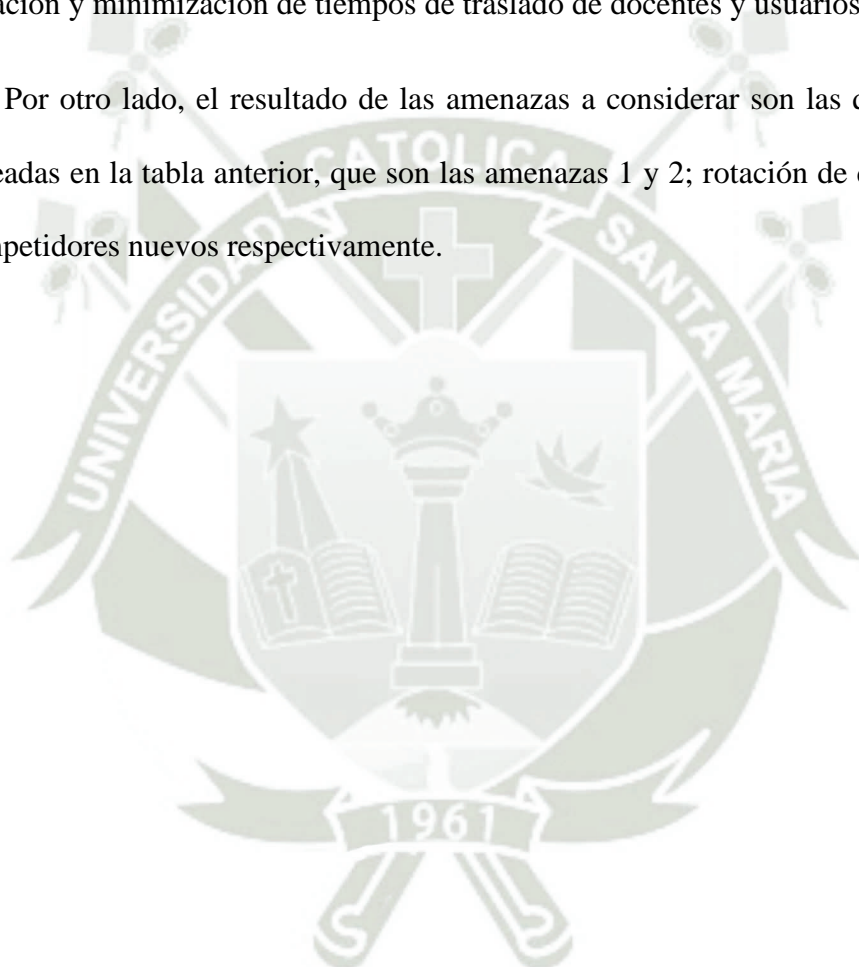 ación y minimización de tiempos de traslado de docentes y usuarios
Por otro lado, el resultado de las amenazas a considerar son las
eadas en la tabla anterior, que son las amenazas 1 y 2; rotación de
petidores nuevos respectivamente.
UNIVERSIDAD CATOLICA SANTA MARIA
1961